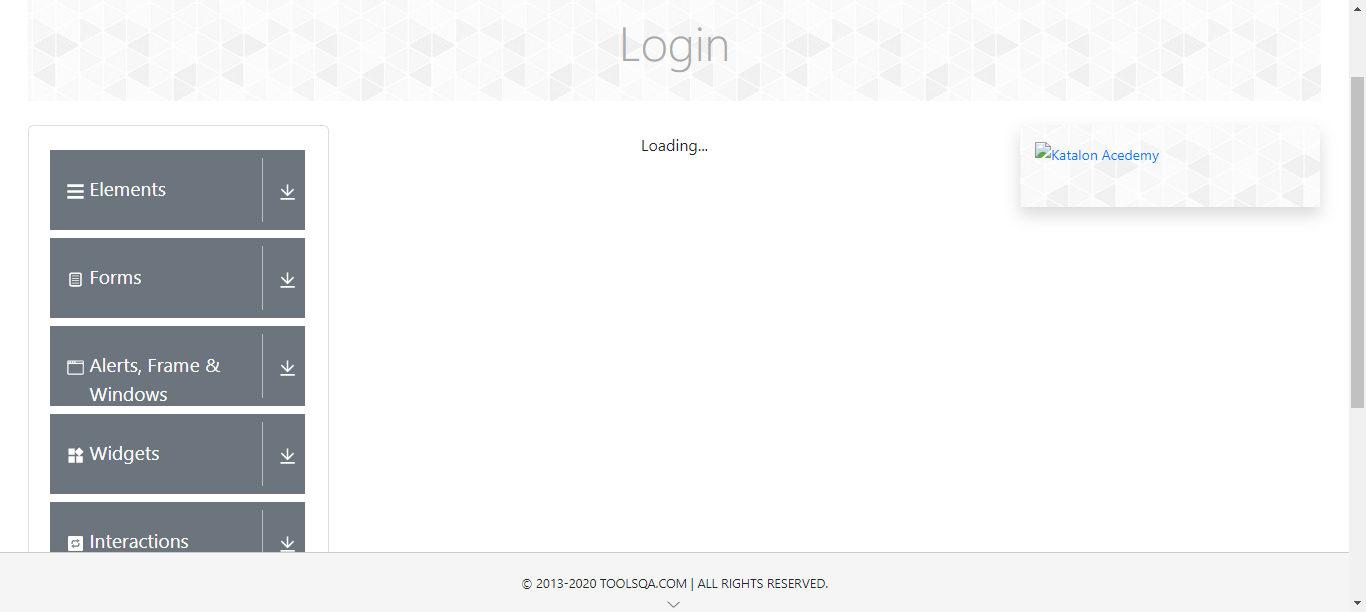 Login
Elements
Forms
Alerts, Frame &
Windows
Widgets
Interactions
Loading...
Katalon Acedemy
© 2013-2020 TOOLSQA.COM | ALL RIGHTS RESERVED.